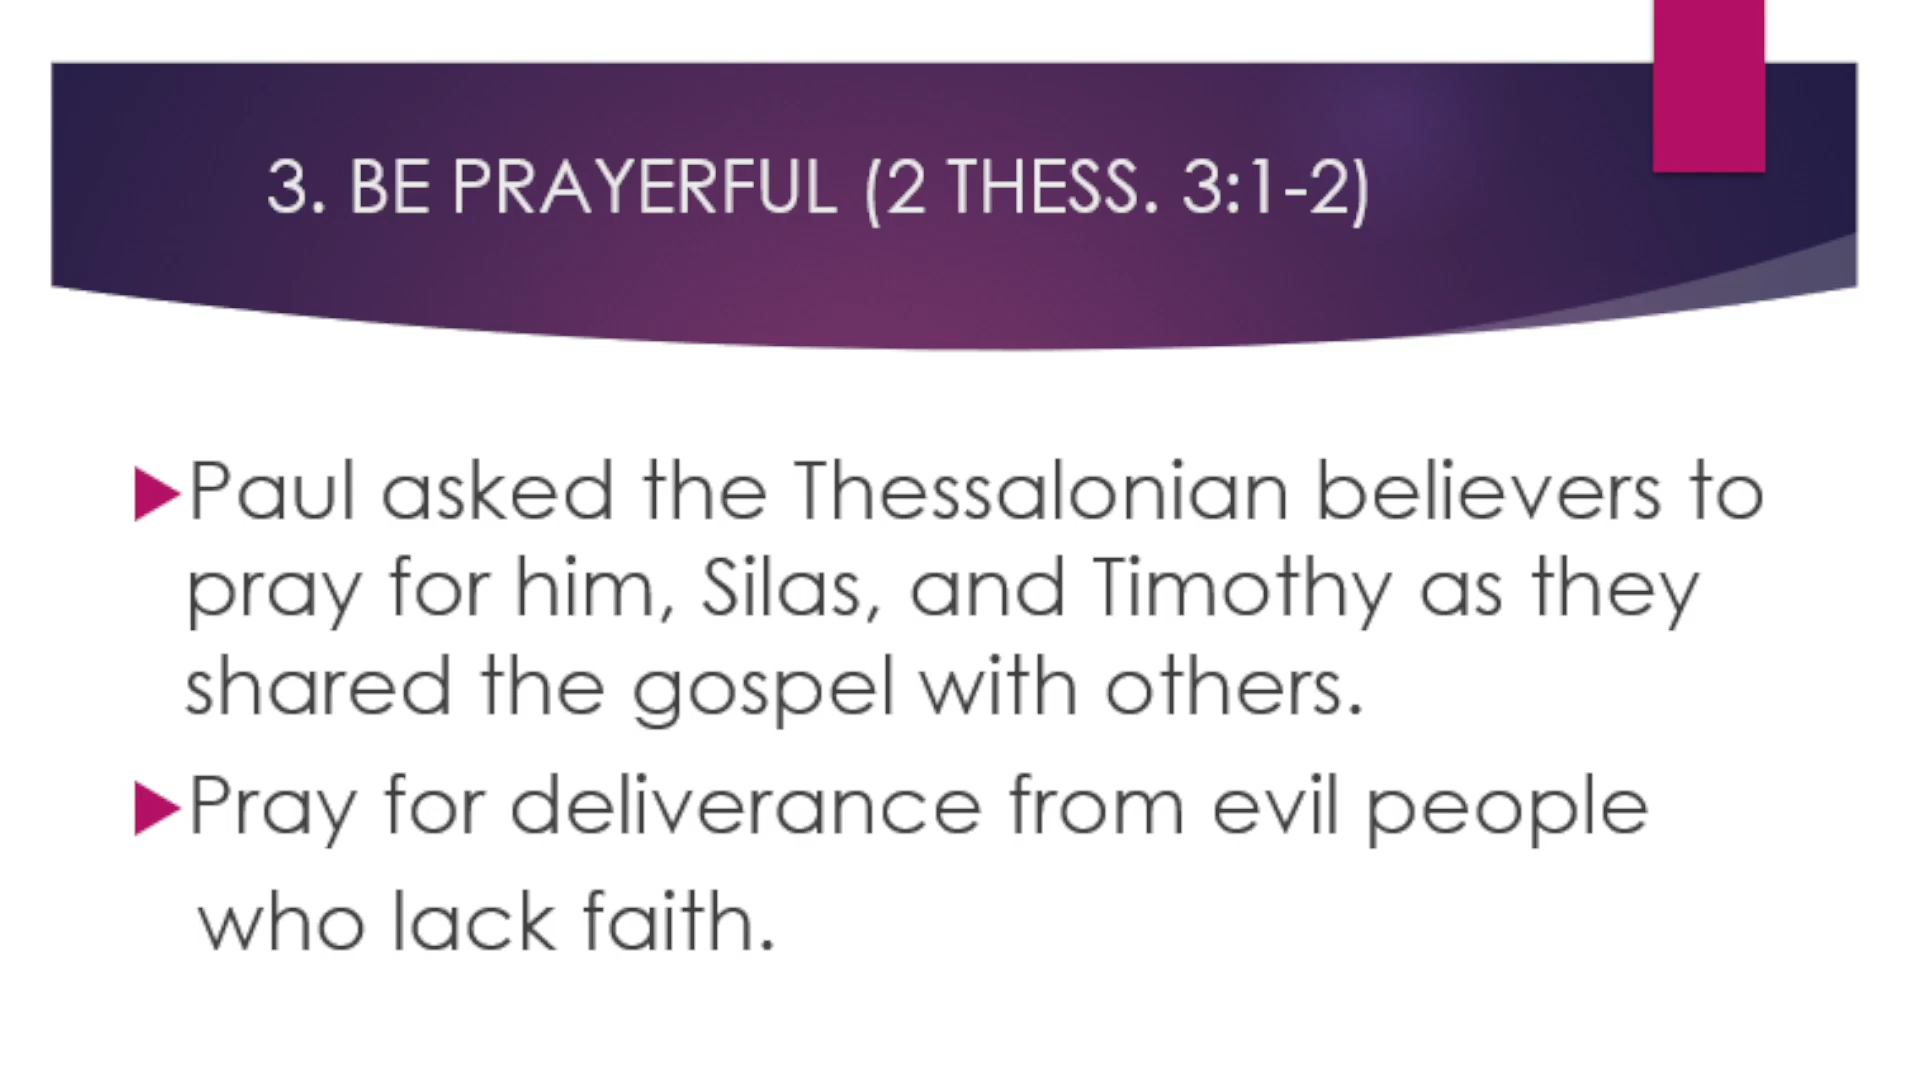 3. BE PRAYERFUL (2 THESS. 3:1-2)
Paul asked the Thessalonian believers to
pray for him, Silas, and Timothy as they
shared the gospel with others.
Pray for deliverance from evil people
who lack faith.